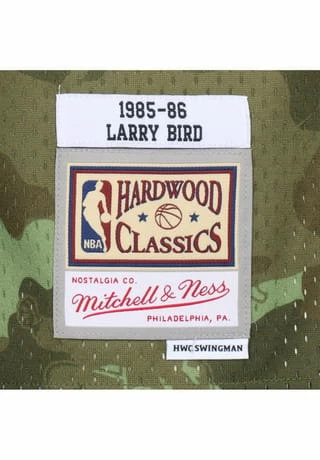 1985-86
LARRY BIRD
HARDWOOD
CLASSICS
NBA
NOSTALGIA CO.
Mitchell & Ness
PHILADELPHIA, PA.
HWC SWINGMAN